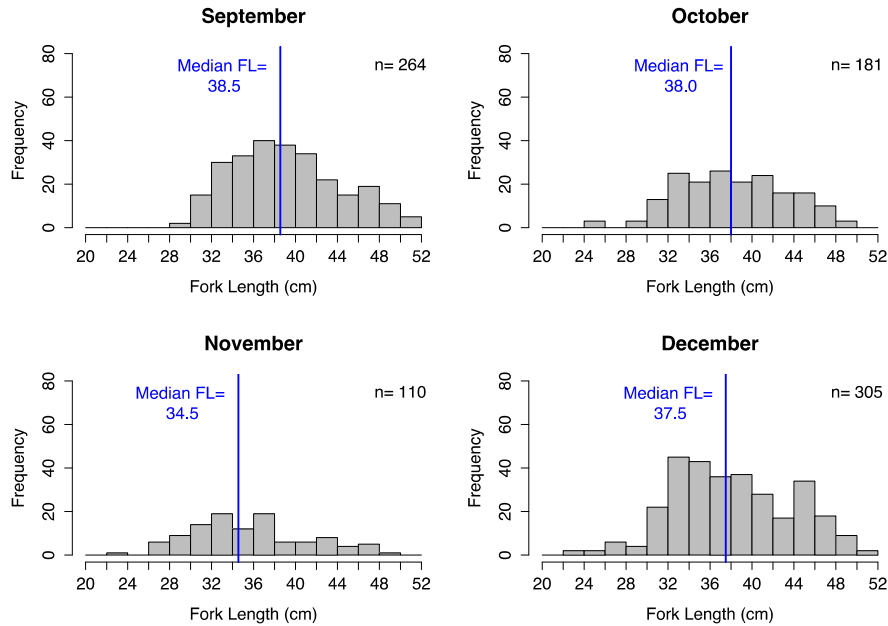 September
Median FL=
38.5
n= 264
Frequency
0
20
40
60
80
20 24 28 32 36 40 44 48 52
Fork Length (cm)
October
Median FL=
38.0
n= 181
Frequency
0
20
40
60
80
20 24 28 32 36 40 44 48 52
Fork Length (cm)
November
Median FL=
34.5
n= 110
Frequency
0
20
40
60
80
20 24 28 32 36 40 44 48 52
Fork Length (cm)
December
Median FL=
37.5
n= 305
Frequency
0
20
40
60
80
20 24 28 32 36 40 44 48 52
Fork Length (cm)